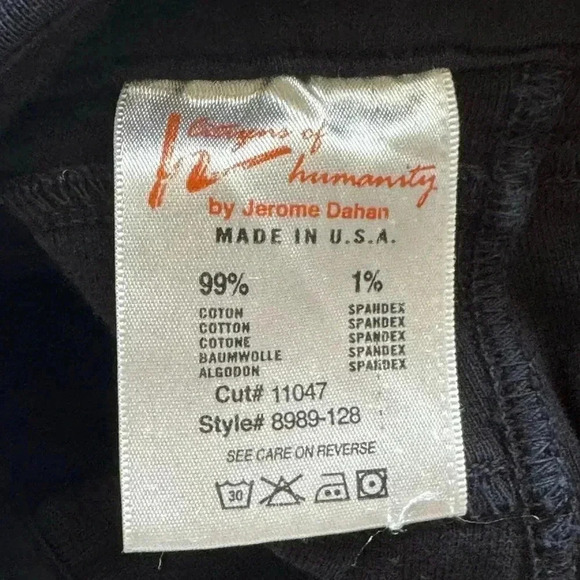 Citizens of
humanity
by Jerome Dahan
MADE IN U.S.A.
99% 1%
COTON SPANDEX
COTTON SPANDEX
COTONE SPANDEX
BAUMWOLLE SPANDEX
ALGODON SPANDEX
Cut# 11047
Style# 8989-128
SEE CARE ON REVERSE
30